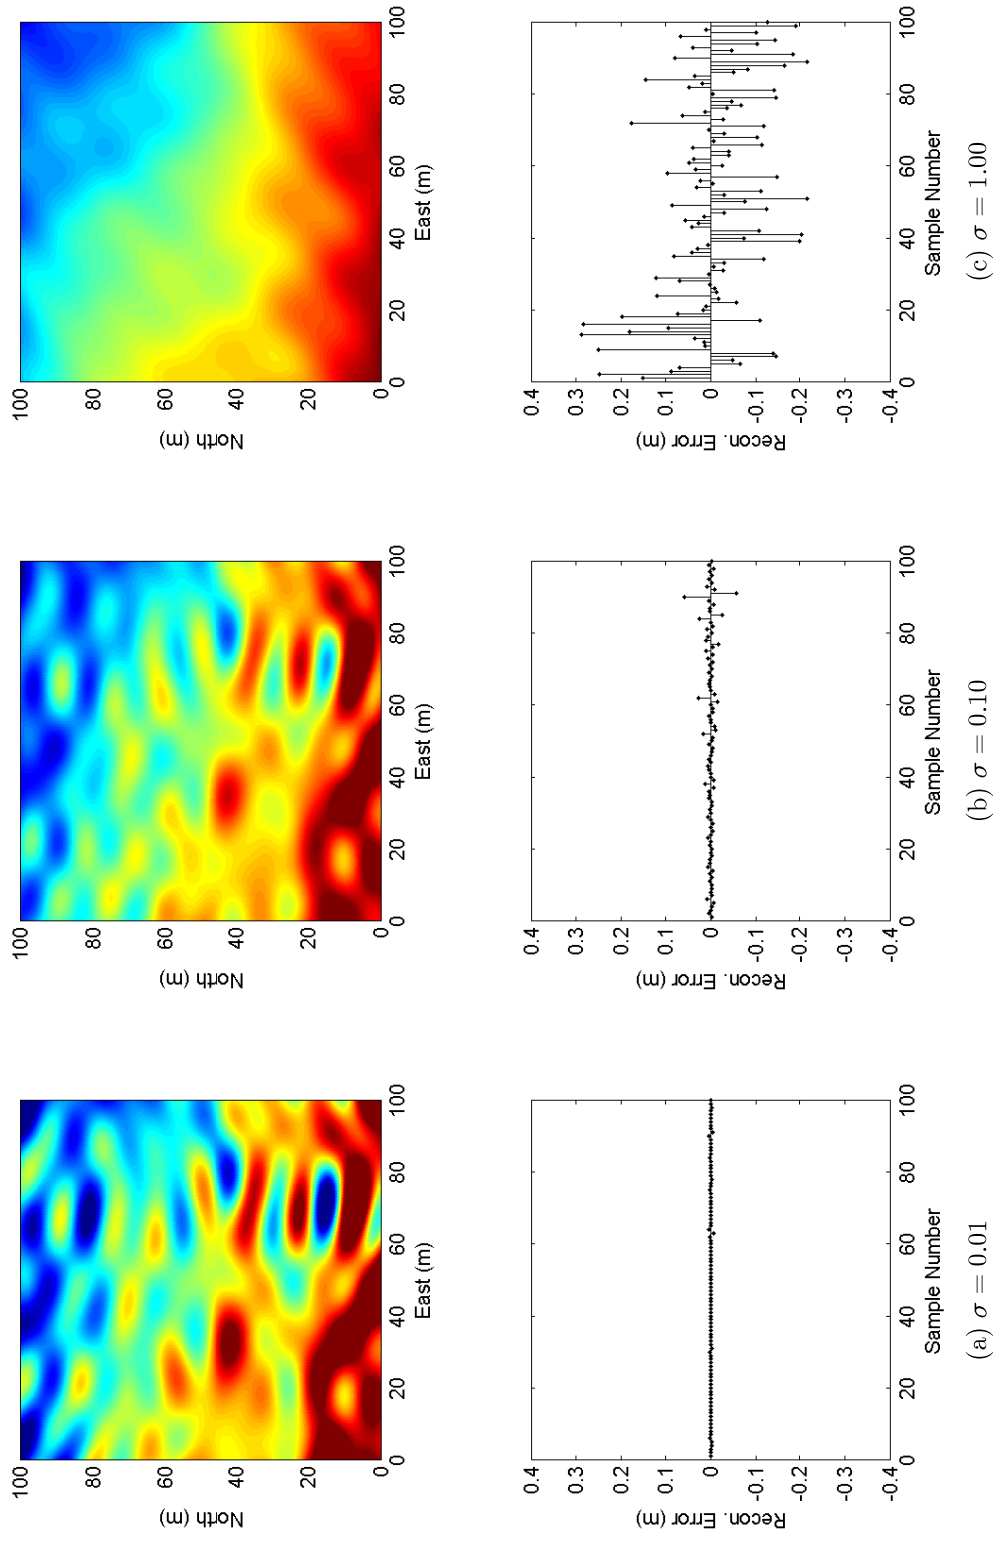 100
80
60
40
20
0
North (m)
0 20 40 60 80 100
East (m)
100
80
60
40
20
0
North (m)
0 20 40 60 80 100
East (m)
100
80
60
40
20
0
North (m)
0 20 40 60 80 100
East (m)
0.4
0.3
0.2
0.1
0
-0.1
-0.2
-0.3
-0.4
Recon. Error (m)
0 20 40 60 80 100
Sample Number
0.4
0.3
0.2
0.1
0
-0.1
-0.2
-0.3
-0.4
Recon. Error (m)
0 20 40 60 80 100
Sample Number
0.4
0.3
0.2
0.1
0
-0.1
-0.2
-0.3
-0.4
Recon. Error (m)
0 20 40 60 80 100
Sample Number
(a) σ = 0.01
(b) σ = 0.10
(c) σ = 1.00